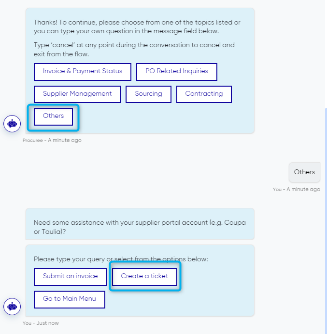 Thanks! To continue, please choose from one of the topics listed or
you can type your own question in the message field below.
Type 'cancel' at any point during the conversation to cancel and
exit from the flow.
Invoice & Payment Status
PO Related Inquiries
Supplier Management
Sourcing
Contracting
Others
A minute ago
Others
You - A minute ago
Need some assistance with your supplier portal account (e.g. Coupa
or Taulia)?
Please type your query or select from the options below:
Submit an invoice
Create a ticket
Go to Main Menu
You - Just now